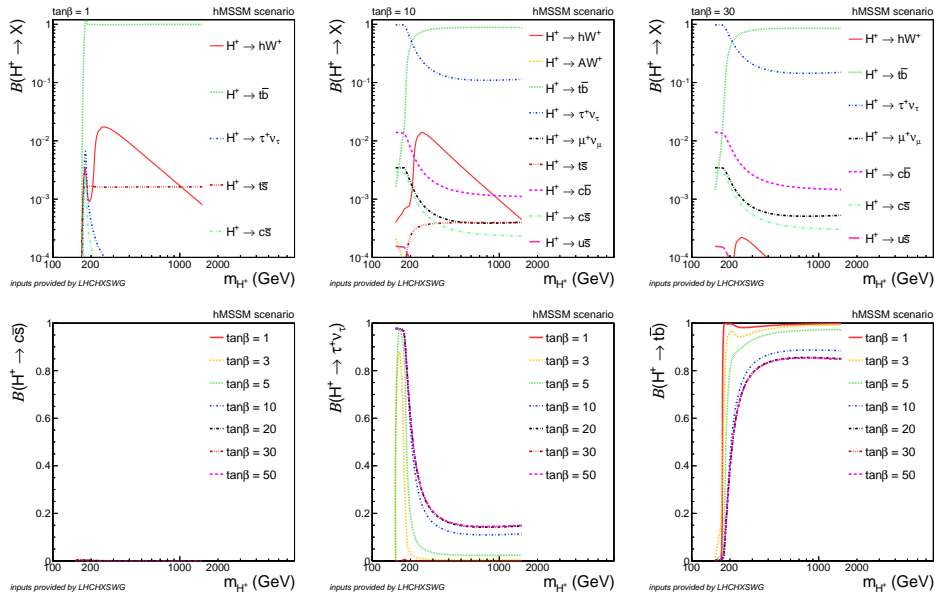 tanβ = 1 hMSSM scenario
B(H⁺ → X)
1
10⁻¹
10⁻²
10⁻³
10⁻⁴
H⁺ → hW⁺
H⁺ → tb̅
H⁺ → τ⁺ν_τ
H⁺ → ts̅
H⁺ → cs̅
100 200 1000 2000
m_H⁺ (GeV)
inputs provided by LHCHXSWG
tanβ = 10 hMSSM scenario
B(H⁺ → X)
1
10⁻¹
10⁻²
10⁻³
10⁻⁴
H⁺ → hW⁺
H⁺ → AW⁺
H⁺ → tb̅
H⁺ → τ⁺ν_τ
H⁺ → μ⁺ν_μ
H⁺ → ts̅
H⁺ → cb̅
H⁺ → cs̅
H⁺ → us̅
100 200 1000 2000
m_H⁺ (GeV)
inputs provided by LHCHXSWG
tanβ = 30 hMSSM scenario
B(H⁺ → X)
1
10⁻¹
10⁻²
10⁻³
10⁻⁴
H⁺ → hW⁺
H⁺ → tb̅
H⁺ → τ⁺ν_τ
H⁺ → μ⁺ν_μ
H⁺ → cb̅
H⁺ → cs̅
H⁺ → us̅
100 200 1000 2000
m_H⁺ (GeV)
inputs provided by LHCHXSWG
hMSSM scenario
B(H⁺ → cs̅)
1
0.8
0.6
0.4
0.2
0
tanβ = 1
tanβ = 3
tanβ = 5
tanβ = 10
tanβ = 20
tanβ = 30
tanβ = 50
100 200 1000 2000
m_H⁺ (GeV)
inputs provided by LHCHXSWG
hMSSM scenario
B(H⁺ → τ⁺ν_τ)
1
0.8
0.6
0.4
0.2
0
tanβ = 1
tanβ = 3
tanβ = 5
tanβ = 10
tanβ = 20
tanβ = 30
tanβ = 50
100 200 1000 2000
m_H⁺ (GeV)
inputs provided by LHCHXSWG
hMSSM scenario
B(H⁺ → tb̅)
1
0.8
0.6
0.4
0.2
0
tanβ = 1
tanβ = 3
tanβ = 5
tanβ = 10
tanβ = 20
tanβ = 30
tanβ = 50
100 200 1000 2000
m_H⁺ (GeV)
inputs provided by LHCHXSWG